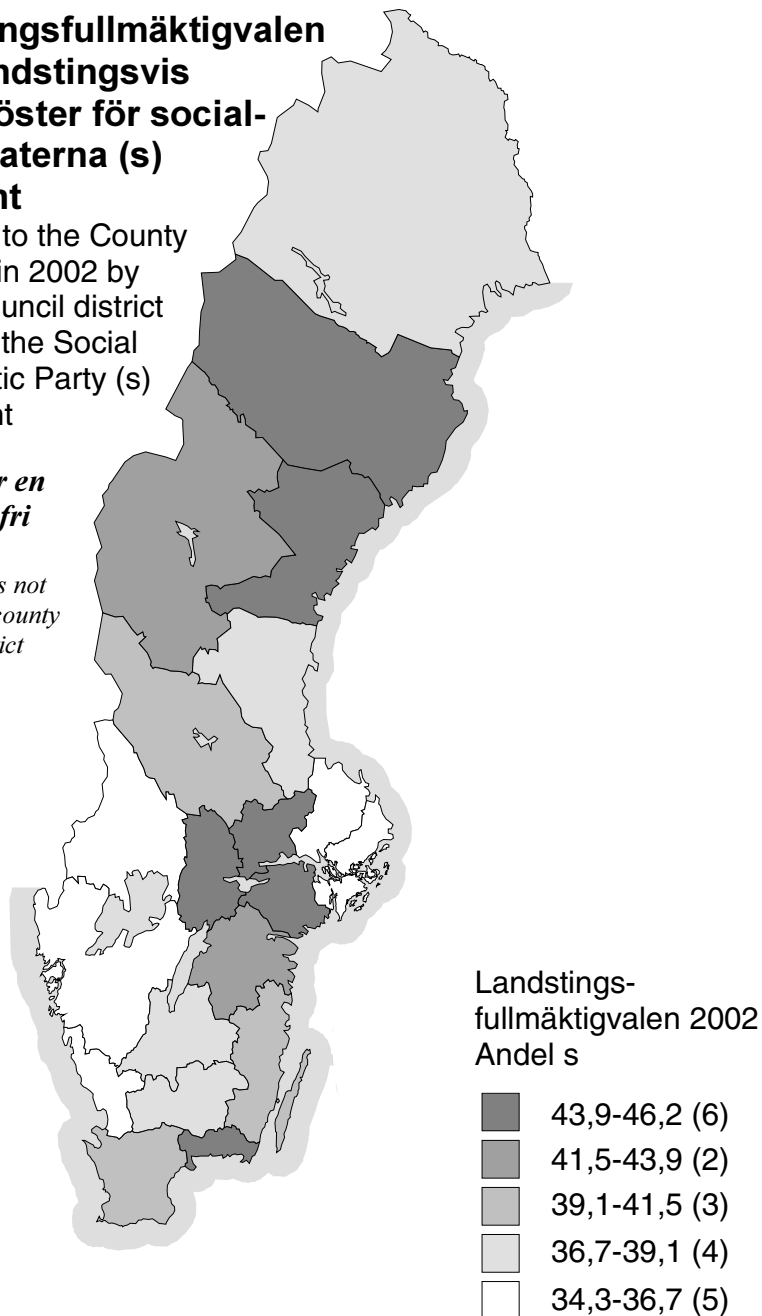 ngsfullmäktigvalen
ndstingsvis
öster för social-
aterna (s)
nt
to the County
in 2002 by
uncil district
the Social
tic Party (s)
nt
r en
fri
s not
county
ict
Landstings-
fullmäktigvalen 2002
Andel s
43,9-46,2 (6)
41,5-43,9 (2)
39,1-41,5 (3)
36,7-39,1 (4)
34,3-36,7 (5)